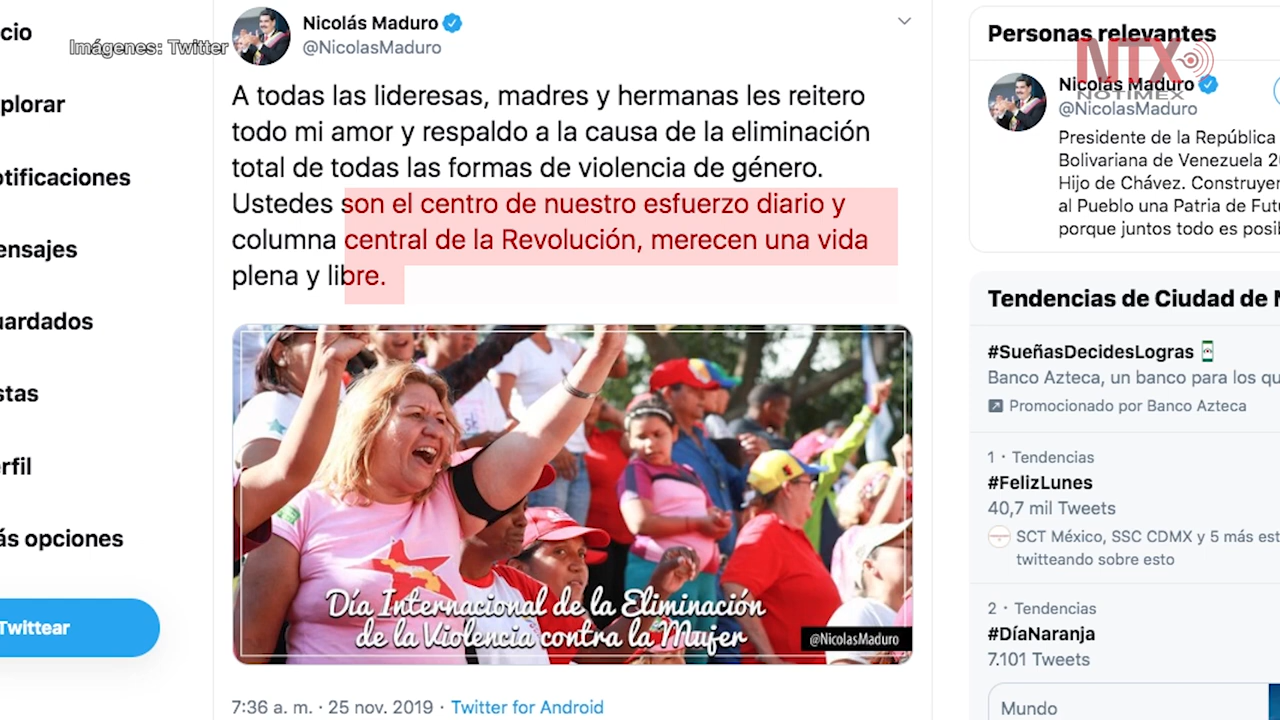 cio
plorar
otificaciones
ensajes
uardados
stas
erfil
ás opciones
Twittear
Imágenes: Twitter
Nicolás Maduro
@NicolasMaduro
A todas las lideresas, madres y hermanas les reitero
todo mi amor y respaldo a la causa de la eliminación
total de todas las formas de violencia de género.
Ustedes son el centro de nuestro esfuerzo diario y
columna central de la Revolución, merecen una vida
plena y libre.
Día Internacional de la Eliminación
de la Violencia contra la Mujer
@NicolasMaduro
7:36 a. m. · 25 nov. 2019 · Twitter for Android
Personas relevantes
NTX
NOTIMEX
Nicolás Maduro
@NicolasMaduro
Presidente de la República
Bolivariana de Venezuela 20
Hijo de Chávez. Construyen
al Pueblo una Patria de Futu
porque juntos todo es posib
Tendencias de Ciudad de M
#SueñasDecidesLogras
Banco Azteca, un banco para los qu
Promocionado por Banco Azteca
1 · Tendencias
#FelizLunes
40,7 mil Tweets
SCT México, SSC CDMX y 5 más est
twitteando sobre esto
2 · Tendencias
#DíaNaranja
7.101 Tweets
Mundo